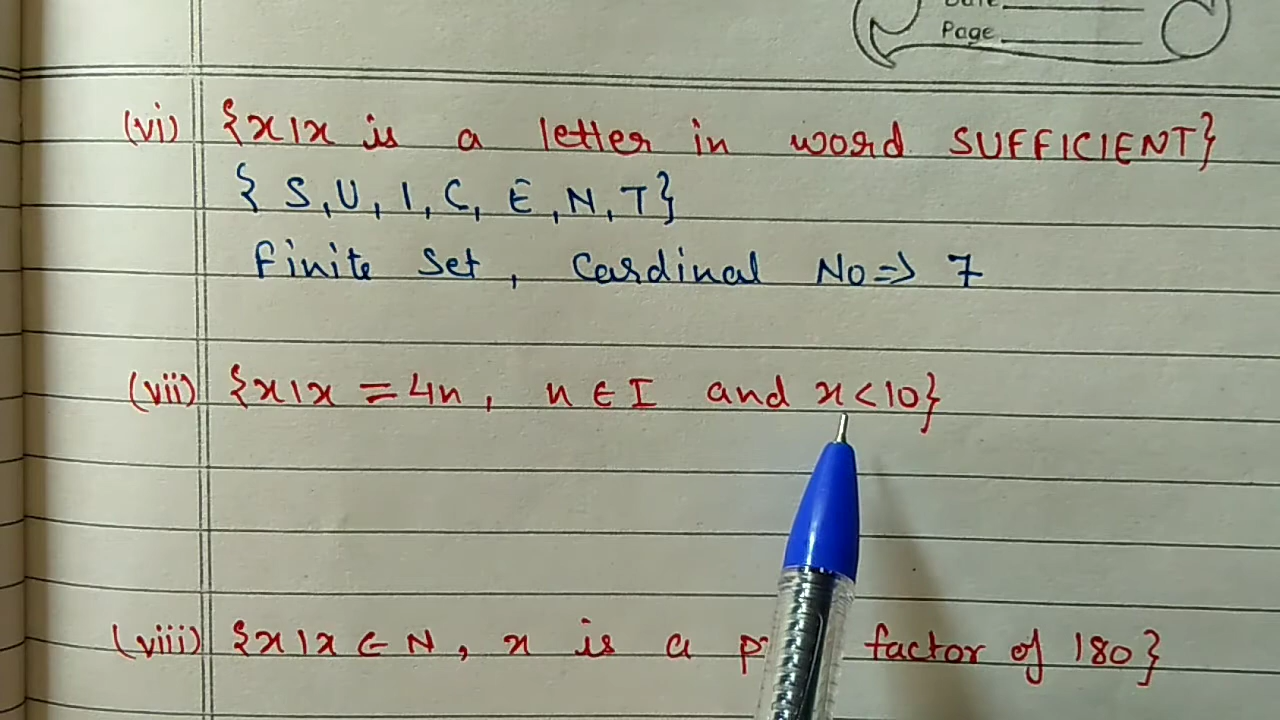 Page
(vi) {x|x is a letter in word SUFFICIENT}
{ S, U, I, C, E, N, T}
Finite Set, Cardinal No => 7
(vii) {x|x = 4n, n ∈ I and x < 10}
(viii) {x|x ∈ N, x is a factor of 180}